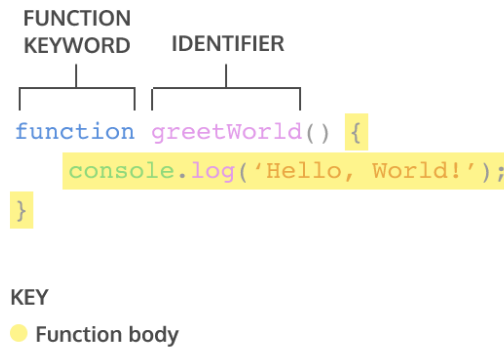 FUNCTION
KEYWORD
IDENTIFIER
function greetWorld() {
console.log(‘Hello, World!’);
}
KEY
Function body